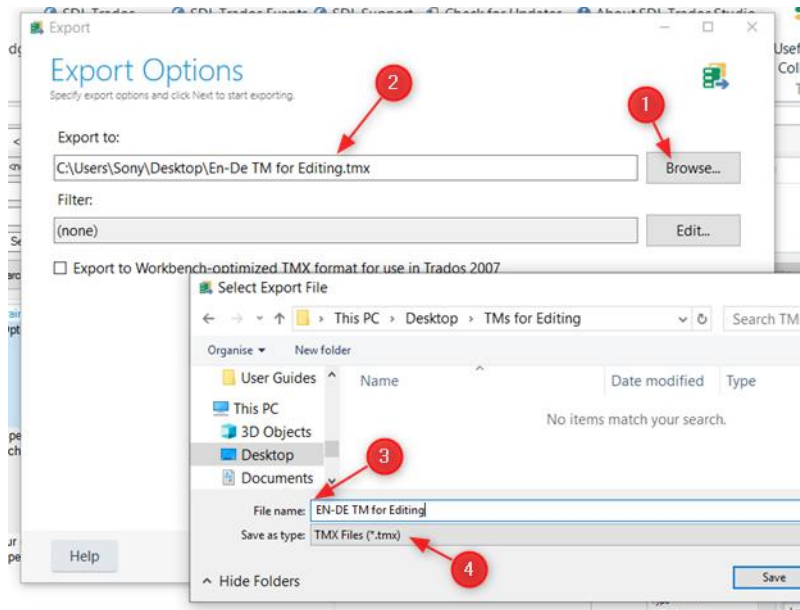 SDL Trados SDL Trados Events SDL Support Check for Updates About SDL Trados Studio
Export
Export Options
Specify export options and click Next to start exporting.
2
1
Export to:
C:\Users\Sony\Desktop\En-De TM for Editing.tmx
Browse...
Filter:
(none)
Edit...
Export to Workbench-optimized TMX format for use in Trados 2007
Select Export File
This PC > Desktop > TMs for Editing
Search TM
Organise
New folder
User Guides
Name
Date modified
Type
This PC
No items match your search.
3D Objects
Desktop
Documents
3
File name:
EN-DE TM for Editing
Save as type:
TMX Files (*.tmx)
4
Help
Hide Folders
Save